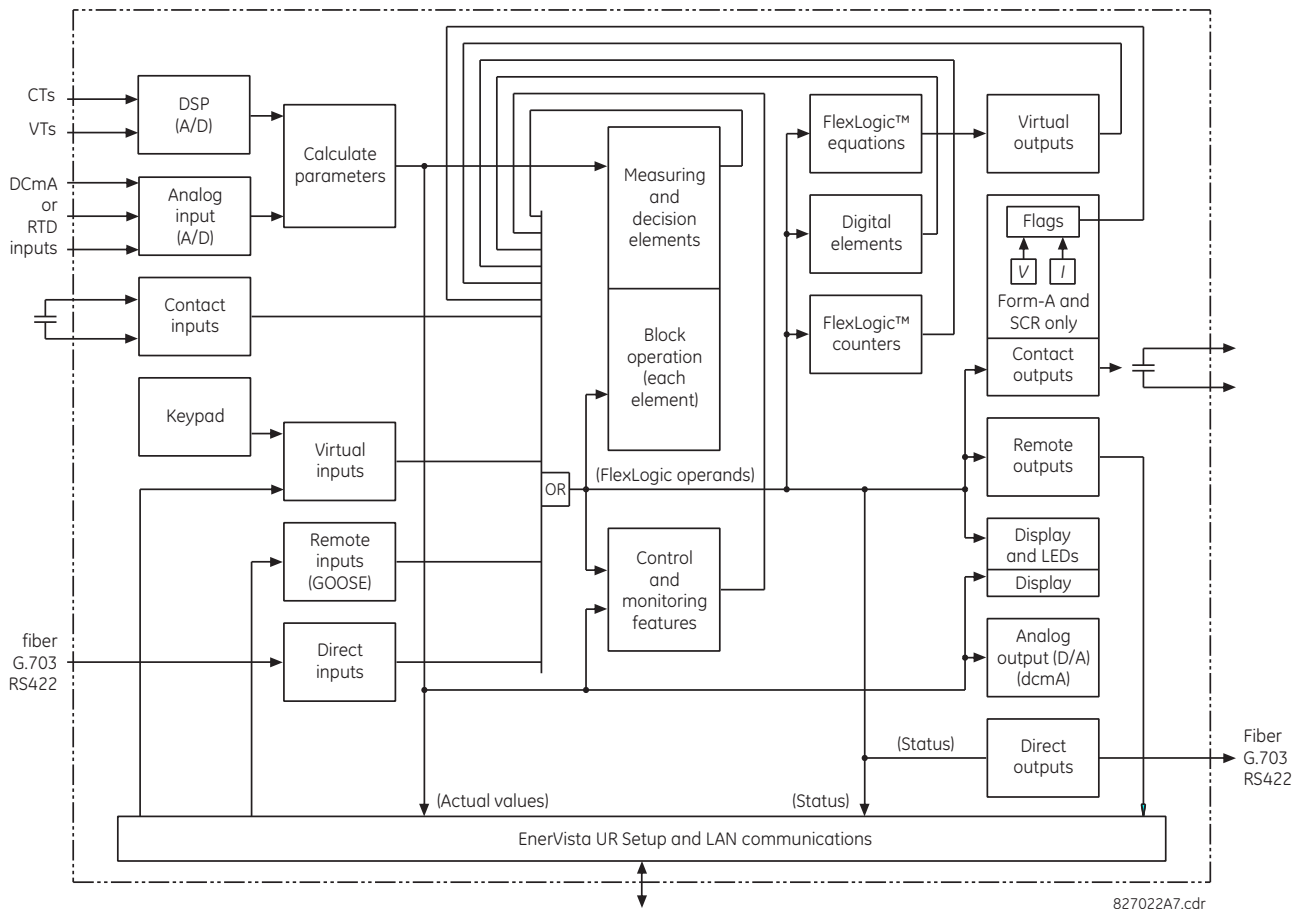 CTs
VTs
DCmA
or
RTD
inputs
DSP
(A/D)
Analog
input
(A/D)
Calculate
parameters
Contact
inputs
Keypad
Virtual
inputs
Remote
inputs
(GOOSE)
fiber
G.703
RS422
Direct
inputs
OR
Measuring
and
decision
elements
Block
operation
(each
element)
(FlexLogic operands)
Control
and
monitoring
features
FlexLogic™
equations
Digital
elements
FlexLogic™
counters
Virtual
outputs
Flags
V
I
Form-A and
SCR only
Contact
outputs
Remote
outputs
Display
and LEDs
Display
Analog
output (D/A)
(dcmA)
(Status)
Direct
outputs
Fiber
G.703
RS422
(Actual values)
(Status)
EnerVista UR Setup and LAN communications
827022A7.cdr